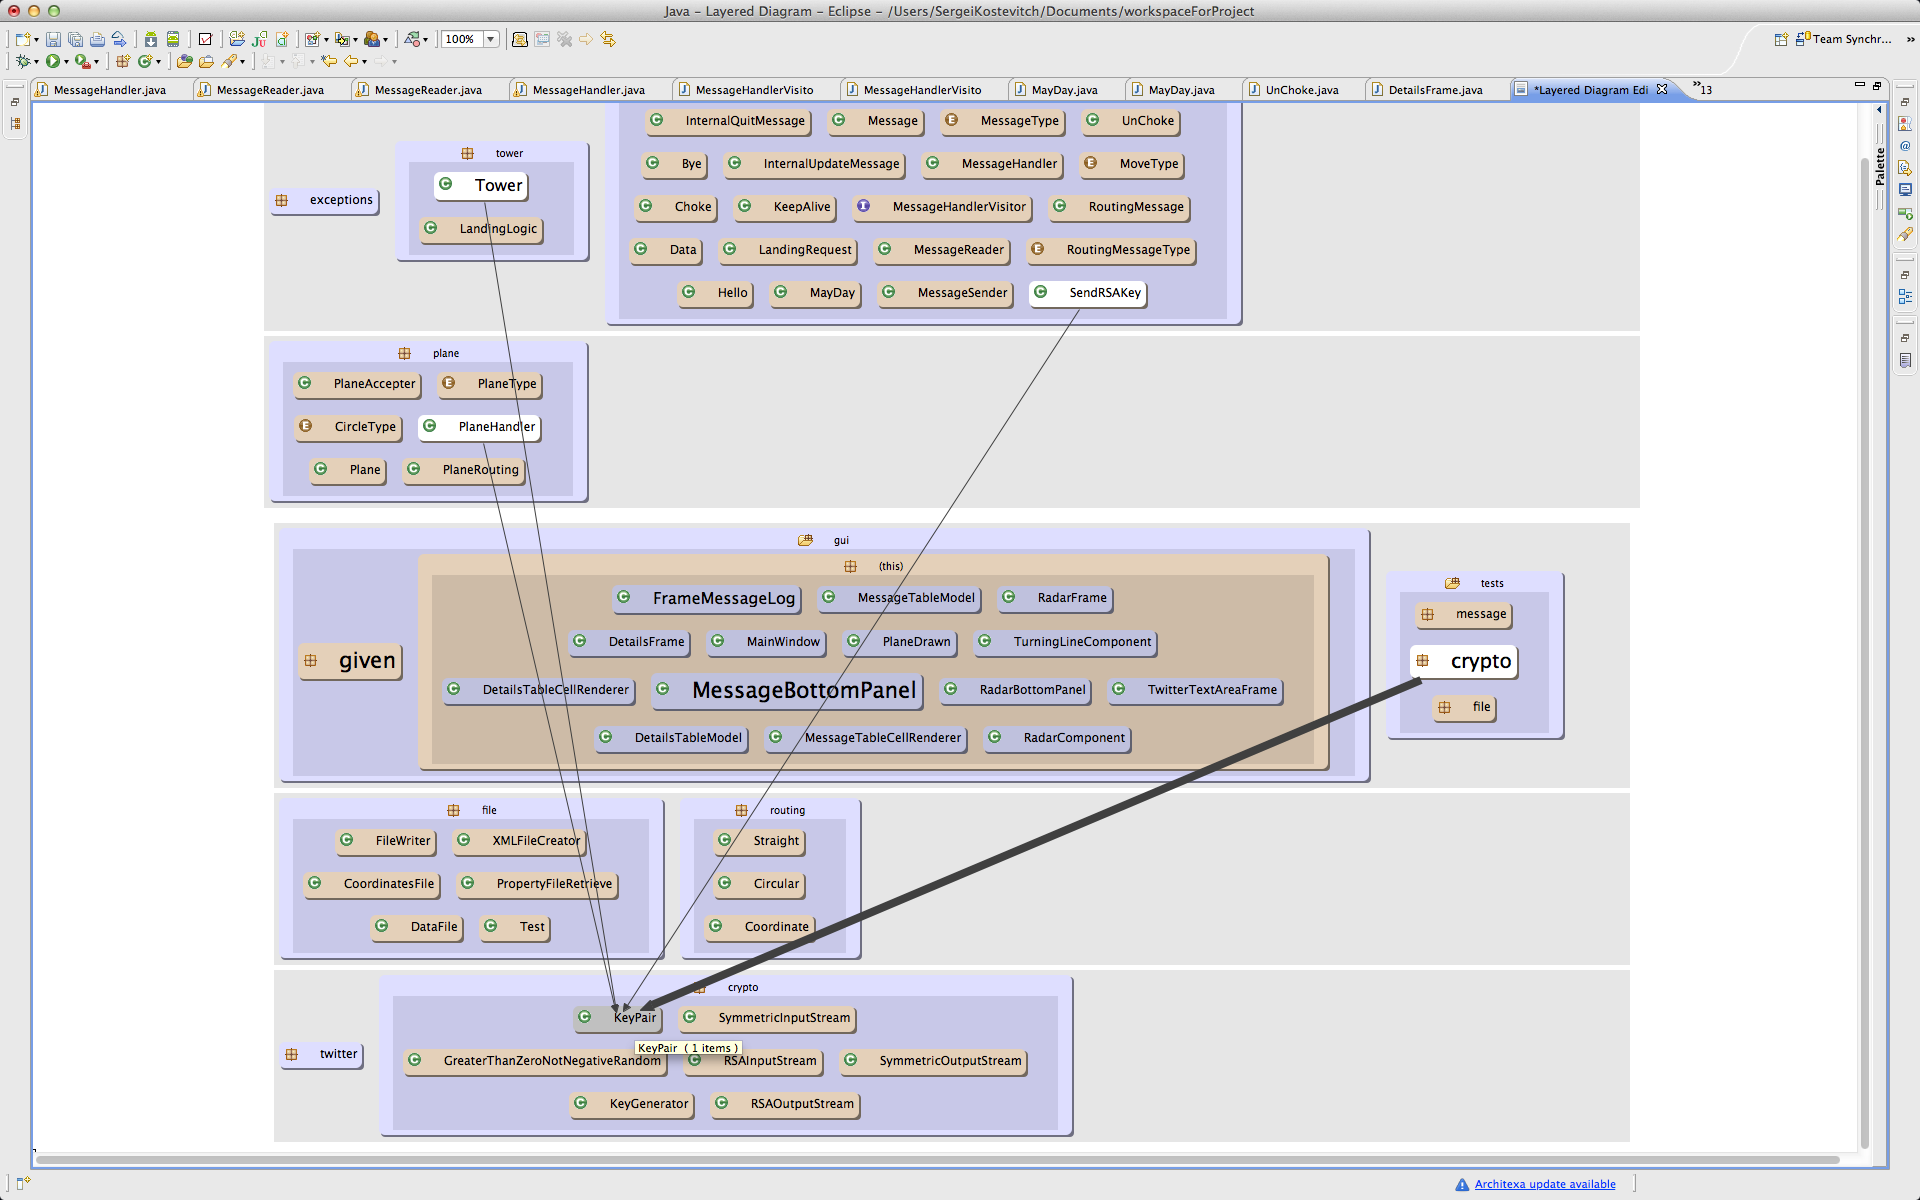 Java – Layered Diagram – Eclipse – /Users/SergeiKostevitch/Documents/workspaceForProject
100%
Team Synchr...
»
MessageHandler.java MessageReader.java MessageReader.java MessageHandler.java MessageHandlerVisito MessageHandlerVisito MayDay.java MayDay.java UnChoke.java DetailsFrame.java *Layered Diagram Edi »13
Palette
InternalQuitMessage Message MessageType UnChoke
Bye InternalUpdateMessage MessageHandler MoveType
Choke KeepAlive MessageHandlerVisitor RoutingMessage
Data LandingRequest MessageReader RoutingMessageType
Hello MayDay MessageSender SendRSAKey
tower
Tower
LandingLogic
exceptions
plane
PlaneAccepter PlaneType
CircleType PlaneHandler
Plane PlaneRouting
gui
(this)
given
FrameMessageLog MessageTableModel RadarFrame
DetailsFrame MainWindow PlaneDrawn TurningLineComponent
DetailsTableCellRenderer MessageBottomPanel RadarBottomPanel TwitterTextAreaFrame
DetailsTableModel MessageTableCellRenderer RadarComponent
tests
message
crypto
file
file
FileWriter XMLFileCreator
CoordinatesFile PropertyFileRetrieve
DataFile Test
routing
Straight
Circular
Coordinate
twitter
crypto
KeyPair SymmetricInputStream
KeyPair ( 1 items )
GreaterThanZeroNotNegativeRandom RSAInputStream SymmetricOutputStream
KeyGenerator RSAOutputStream
Architexa update available